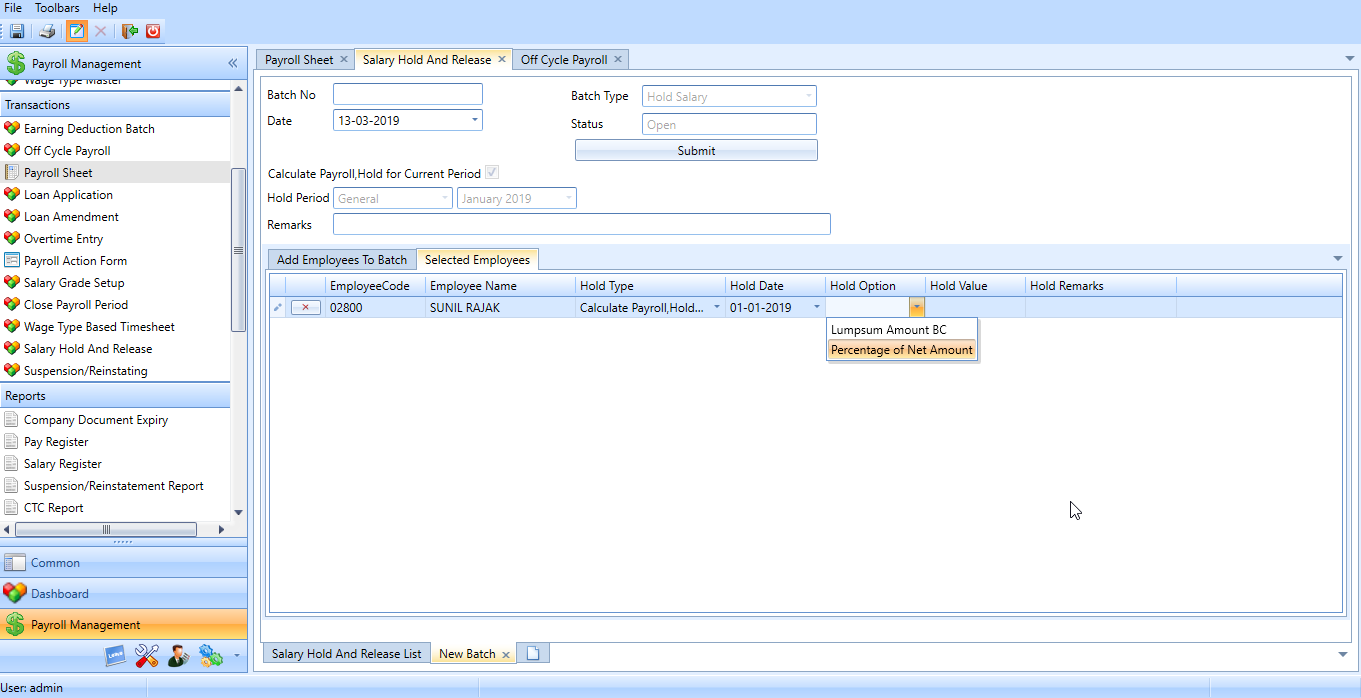 File Toolbars Help
Payroll Management
Wage Type Master
Transactions
Earning Deduction Batch
Off Cycle Payroll
Payroll Sheet
Loan Application
Loan Amendment
Overtime Entry
Payroll Action Form
Salary Grade Setup
Close Payroll Period
Wage Type Based Timesheet
Salary Hold And Release
Suspension/Reinstating
Reports
Company Document Expiry
Pay Register
Salary Register
Suspension/Reinstatement Report
CTC Report
Common
Dashboard
Payroll Management
Payroll Sheet Salary Hold And Release Off Cycle Payroll
Batch No Batch Type Hold Salary
Date 13-03-2019 Status Open
Submit
Calculate Payroll,Hold for Current Period
Hold Period General January 2019
Remarks
Add Employees To Batch Selected Employees
EmployeeCode Employee Name Hold Type Hold Date Hold Option Hold Value Hold Remarks
02800 SUNIL RAJAK Calculate Payroll,Hold... 01-01-2019
Lumpsum Amount BC
Percentage of Net Amount
Salary Hold And Release List New Batch
User: admin